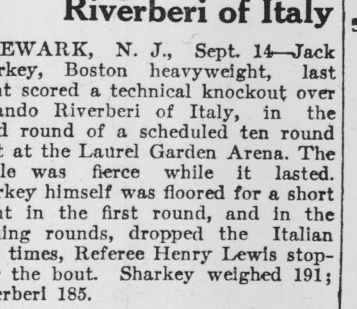 Riverberi of Italy
EWARK, N. J., Sept. 14—Jack
rkey, Boston heavyweight, last
ht scored a technical knockout over
ando Riverberi of Italy, in the
d round of a scheduled ten round
t at the Laurel Garden Arena. The
le was fierce while it lasted.
rkey himself was floored for a short
nt in the first round, and in the
ing rounds, dropped the Italian
times, Referee Henry Lewis stop-
the bout. Sharkey weighed 191;
erberi 185.